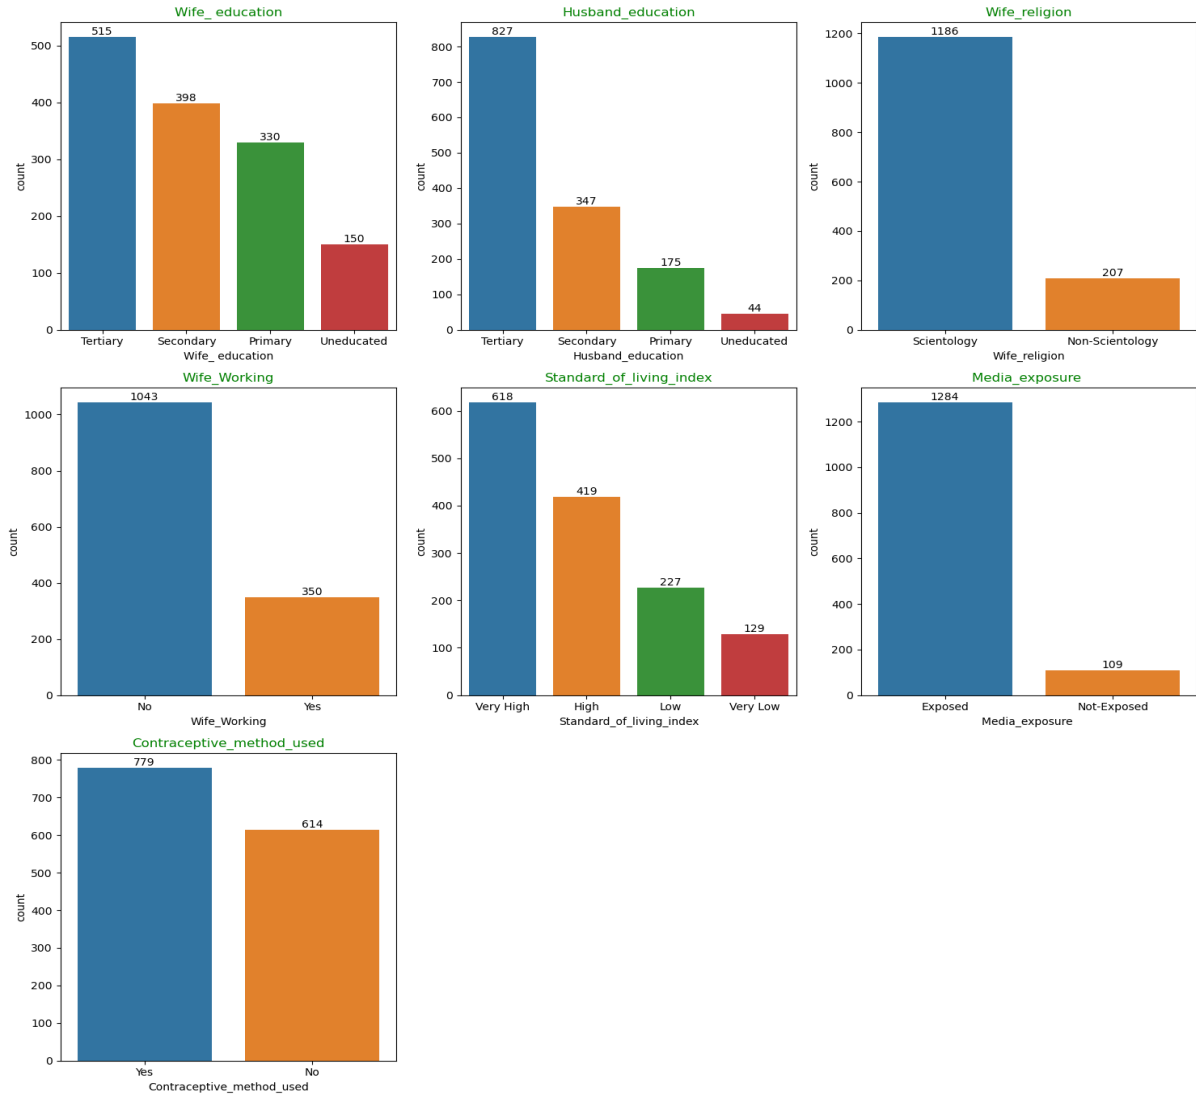 Wife_ education
515
398
330
150
500
400
300
200
100
0
count
Tertiary Secondary Primary Uneducated
Wife_ education
Husband_education
827
347
175
44
800
700
600
500
400
300
200
100
0
count
Tertiary Secondary Primary Uneducated
Husband_education
Wife_religion
1186
207
1200
1000
800
600
400
200
0
count
Scientology Non-Scientology
Wife_religion
Wife_Working
1043
350
1000
800
600
400
200
0
count
No Yes
Wife_Working
Standard_of_living_index
618
419
227
129
600
500
400
300
200
100
0
count
Very High High Low Very Low
Standard_of_living_index
Media_exposure
1284
109
1200
1000
800
600
400
200
0
count
Exposed Not-Exposed
Media_exposure
Contraceptive_method_used
779
614
800
700
600
500
400
300
200
100
0
count
Yes No
Contraceptive_method_used